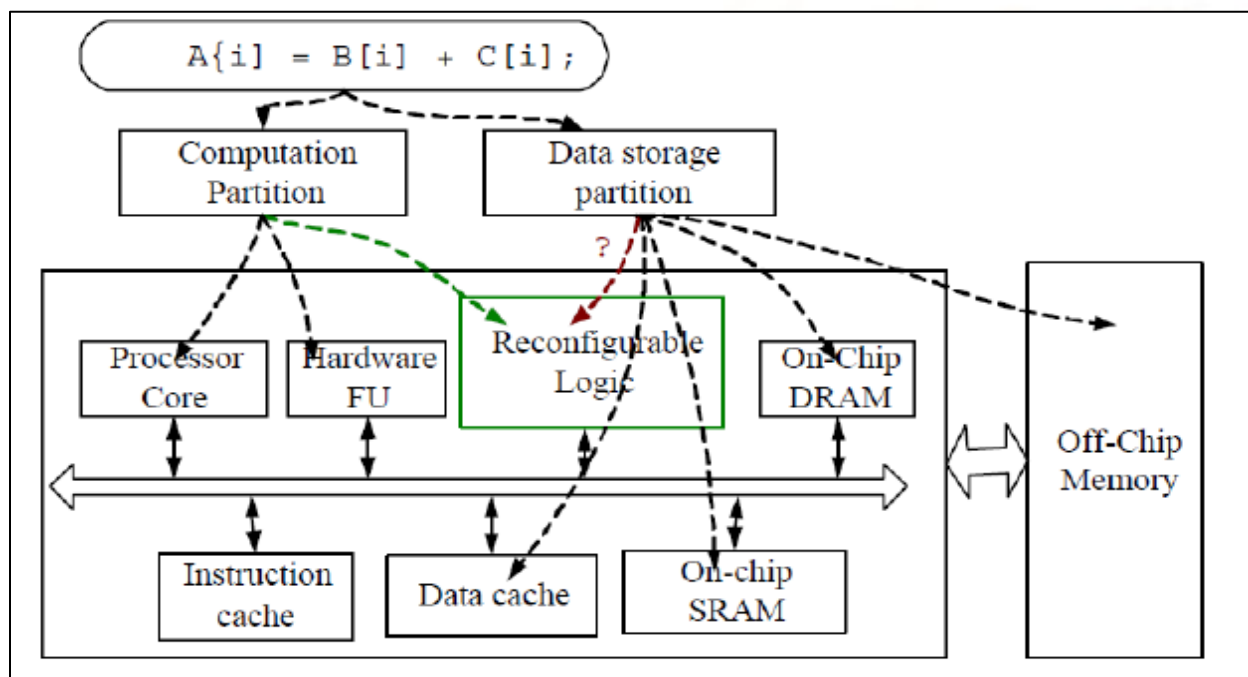 A{i] = B[i] + C[i];
Computation
Partition
Data storage
partition
?
Processor
Core
Hardware
FU
Reconfigurable
Logic
On-Chip
DRAM
Off-Chip
Memory
Instruction
cache
Data cache
On-chip
SRAM